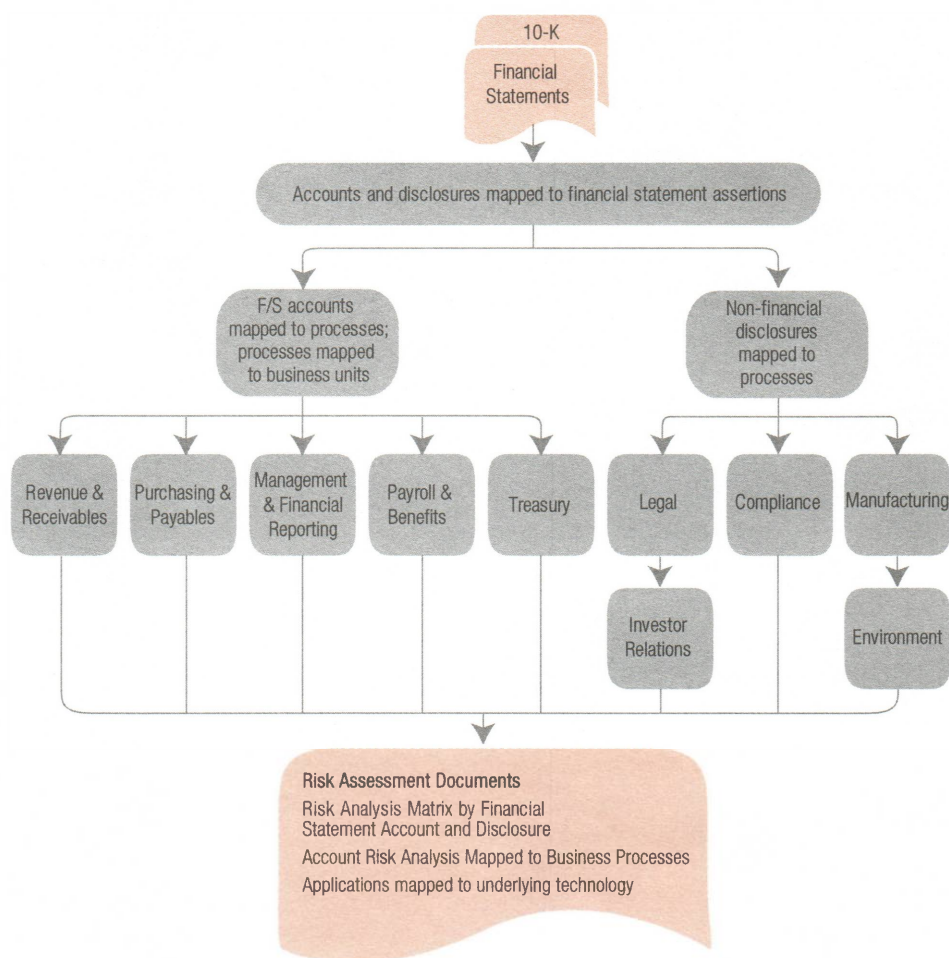 10-K
Financial
Statements
Accounts and disclosures mapped to financial statement assertions
F/S accounts
mapped to processes;
processes mapped
to business units
Non-financial
disclosures
mapped to
processes
Revenue &
Receivables
Purchasing &
Payables
Management
& Financial
Reporting
Payroll &
Benefits
Treasury
Legal
Compliance
Manufacturing
Investor
Relations
Environment
Risk Assessment Documents
Risk Analysis Matrix by Financial
Statement Account and Disclosure
Account Risk Analysis Mapped to Business Processes
Applications mapped to underlying technology